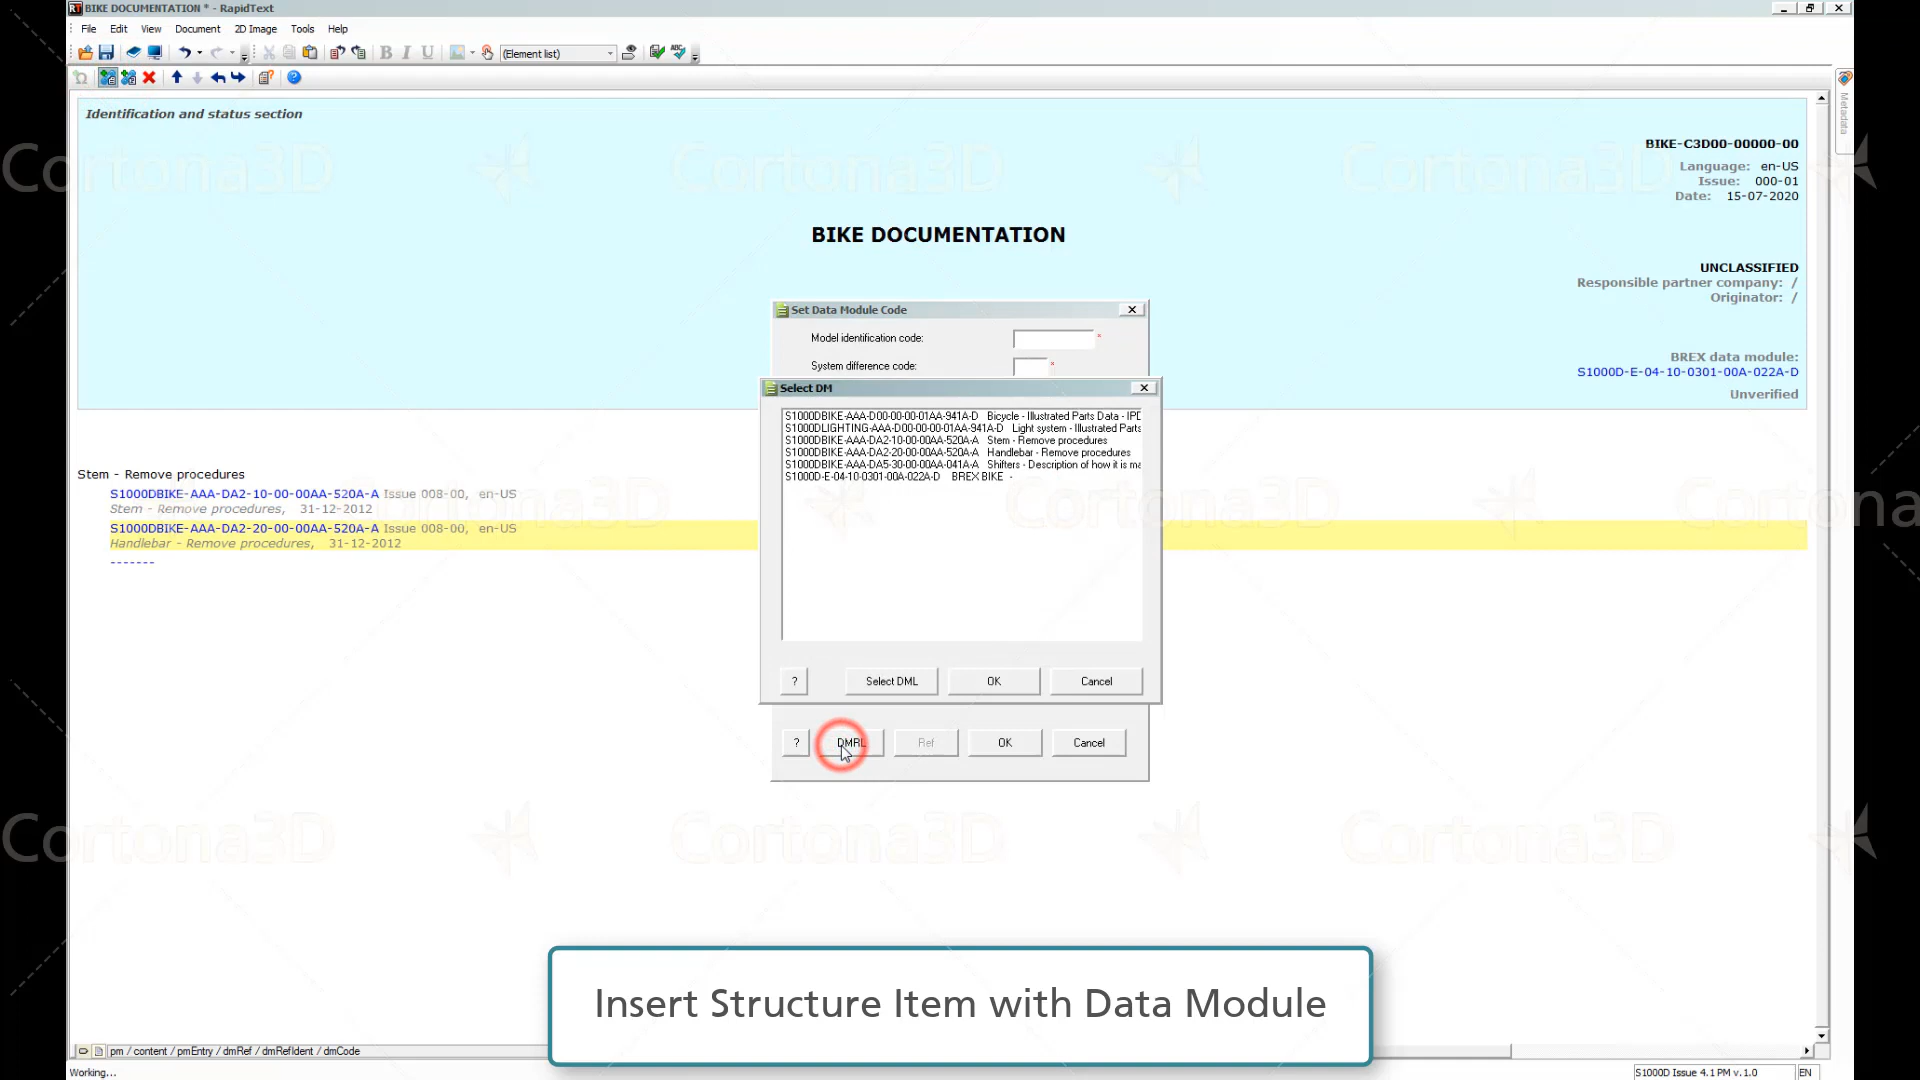 BIKE DOCUMENTATION * - RapidText
File Edit View Document 2D Image Tools Help
B I U (Element list)
Metadata
Identification and status section
BIKE-C3D00-00000-00
Language: en-US
Issue: 000-01
Date: 15-07-2020
BIKE DOCUMENTATION
UNCLASSIFIED
Responsible partner company: /
Originator: /
BREX data module:
S1000D-E-04-10-0301-00A-022A-D
Unverified
Set Data Module Code
Model identification code: *
System difference code: *
Select DM
S1000DBIKE-AAA-D00-00-00-01AA-941A-D Bicycle - Illustrated Parts Data - IPD
S1000DLIGHTING-AAA-D00-00-00-01AA-941A-D Light system - Illustrated Parts
S1000DBIKE-AAA-DA2-10-00-00AA-520A-A Stem - Remove procedures
S1000DBIKE-AAA-DA2-20-00-00AA-520A-A Handlebar - Remove procedures
S1000DBIKE-AAA-DA5-30-00-00AA-041A-A Shifters - Description of how it is ma
S1000D-E-04-10-0301-00A-022A-D BREX BIKE -
? Select DML OK Cancel
? DMRL Ref OK Cancel
Stem - Remove procedures
S1000DBIKE-AAA-DA2-10-00-00AA-520A-A Issue 008-00, en-US
Stem - Remove procedures, 31-12-2012
S1000DBIKE-AAA-DA2-20-00-00AA-520A-A Issue 008-00, en-US
Handlebar - Remove procedures, 31-12-2012
-------
Cortona3D Cortona3D Cortona3D
Cortona3D Cortona3D Cortona3D
Cortona3D Cortona3D Cortona3D
Insert Structure Item with Data Module
pm / content / pmEntry / dmRef / dmRefIdent / dmCode
Working... S1000D Issue 4.1 PM v.1.0 EN